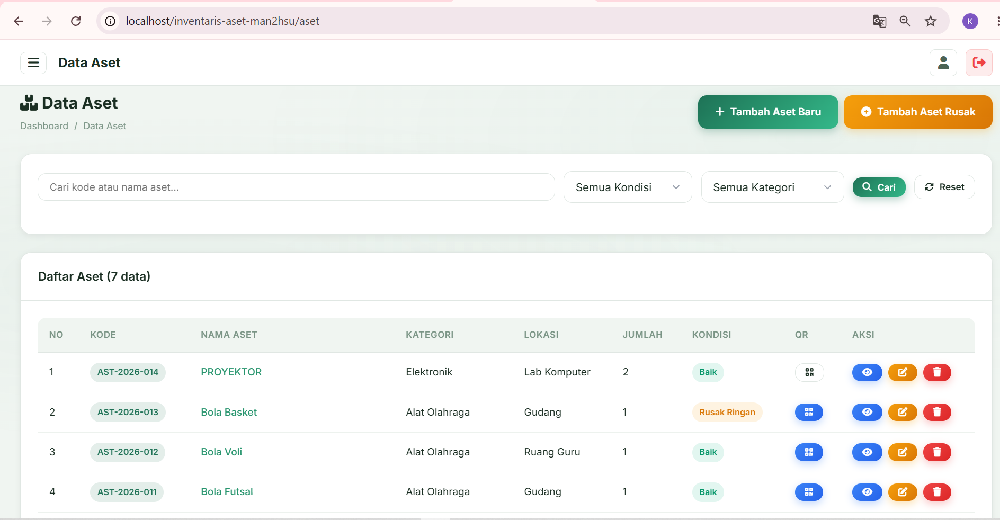 localhost/inventaris-aset-man2hsu/aset
K
Data Aset
Data Aset
Dashboard / Data Aset
+ Tambah Aset Baru
Tambah Aset Rusak
Cari kode atau nama aset...
Semua Kondisi
Semua Kategori
Cari
Reset
Daftar Aset (7 data)
NO KODE NAMA ASET KATEGORI LOKASI JUMLAH KONDISI QR AKSI
1 AST-2026-014 PROYEKTOR Elektronik Lab Komputer 2 Baik
2 AST-2026-013 Bola Basket Alat Olahraga Gudang 1 Rusak Ringan
3 AST-2026-012 Bola Voli Alat Olahraga Ruang Guru 1 Baik
4 AST-2026-011 Bola Futsal Alat Olahraga Gudang 1 Baik